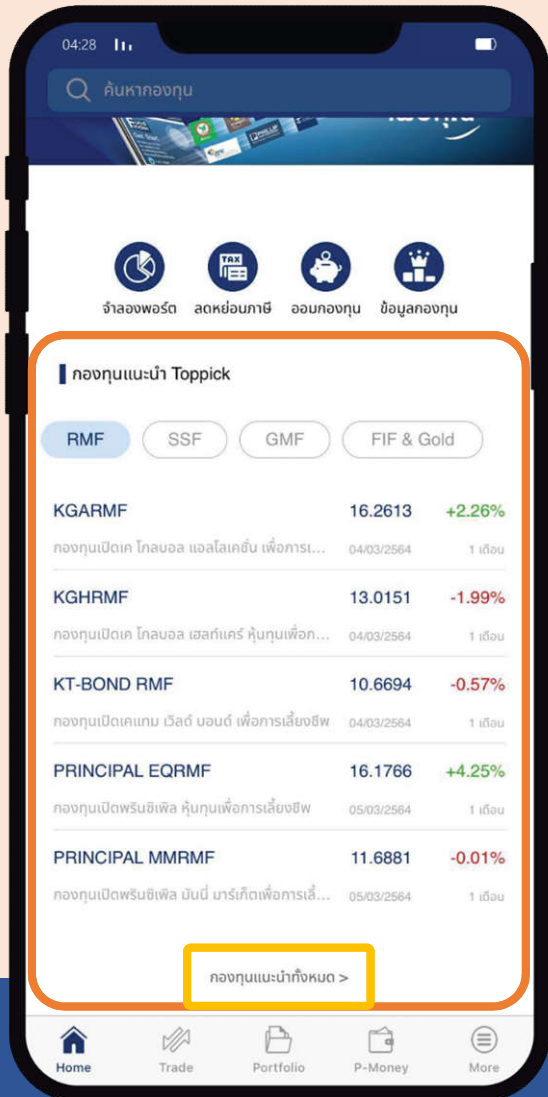 04:28
ค้นหากองทุน
PHILLIP
TAX
จำลองพอร์ต ลดหย่อนภาษี ออมกองทุน ข้อมูลกองทุน
กองทุนแนะนำ Toppick
RMF SSF GMF FIF & Gold
KGARMF 16.2613 +2.26%
กองทุนเปิดเค โกลบอล แอลโลเคชั่น เพื่อการเ... 04/03/2564 1 เดือน
KGHRMF 13.0151 -1.99%
กองทุนเปิดเค โกลบอล เฮลท์แคร์ หุ้นทุนเพื่อก... 04/03/2564 1 เดือน
KT-BOND RMF 10.6694 -0.57%
กองทุนเปิดเคแทม เวิลด์ บอนด์ เพื่อการเลี้ยงชีพ 04/03/2564 1 เดือน
PRINCIPAL EQRMF 16.1766 +4.25%
กองทุนเปิดพรินซิเพิล หุ้นทุนเพื่อการเลี้ยงชีพ 05/03/2564 1 เดือน
PRINCIPAL MMRMF 11.6881 -0.01%
กองทุนเปิดพรินซิเพิล มันนี่ มาร์เก็ตเพื่อการเลี้... 05/03/2564 1 เดือน
กองทุนแนะนำทั้งหมด >
Home Trade Portfolio P-Money More